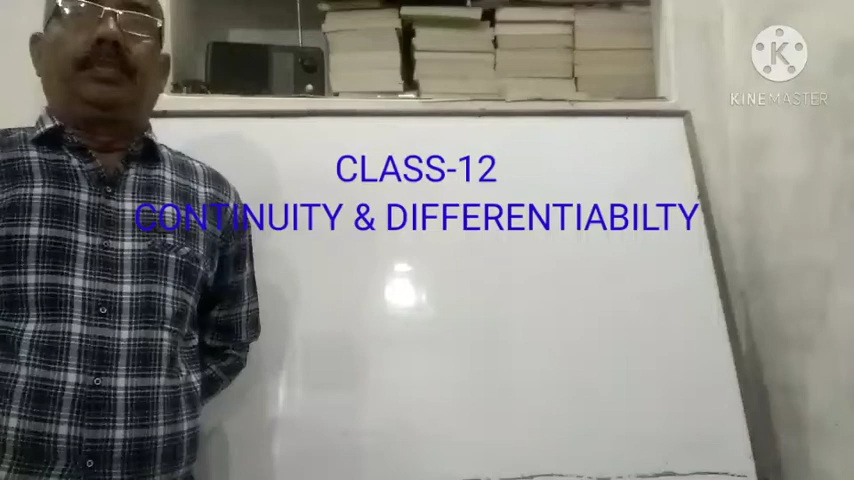 CLASS-12
CONTINUITY & DIFFERENTIABILTY
K
KINEMASTER